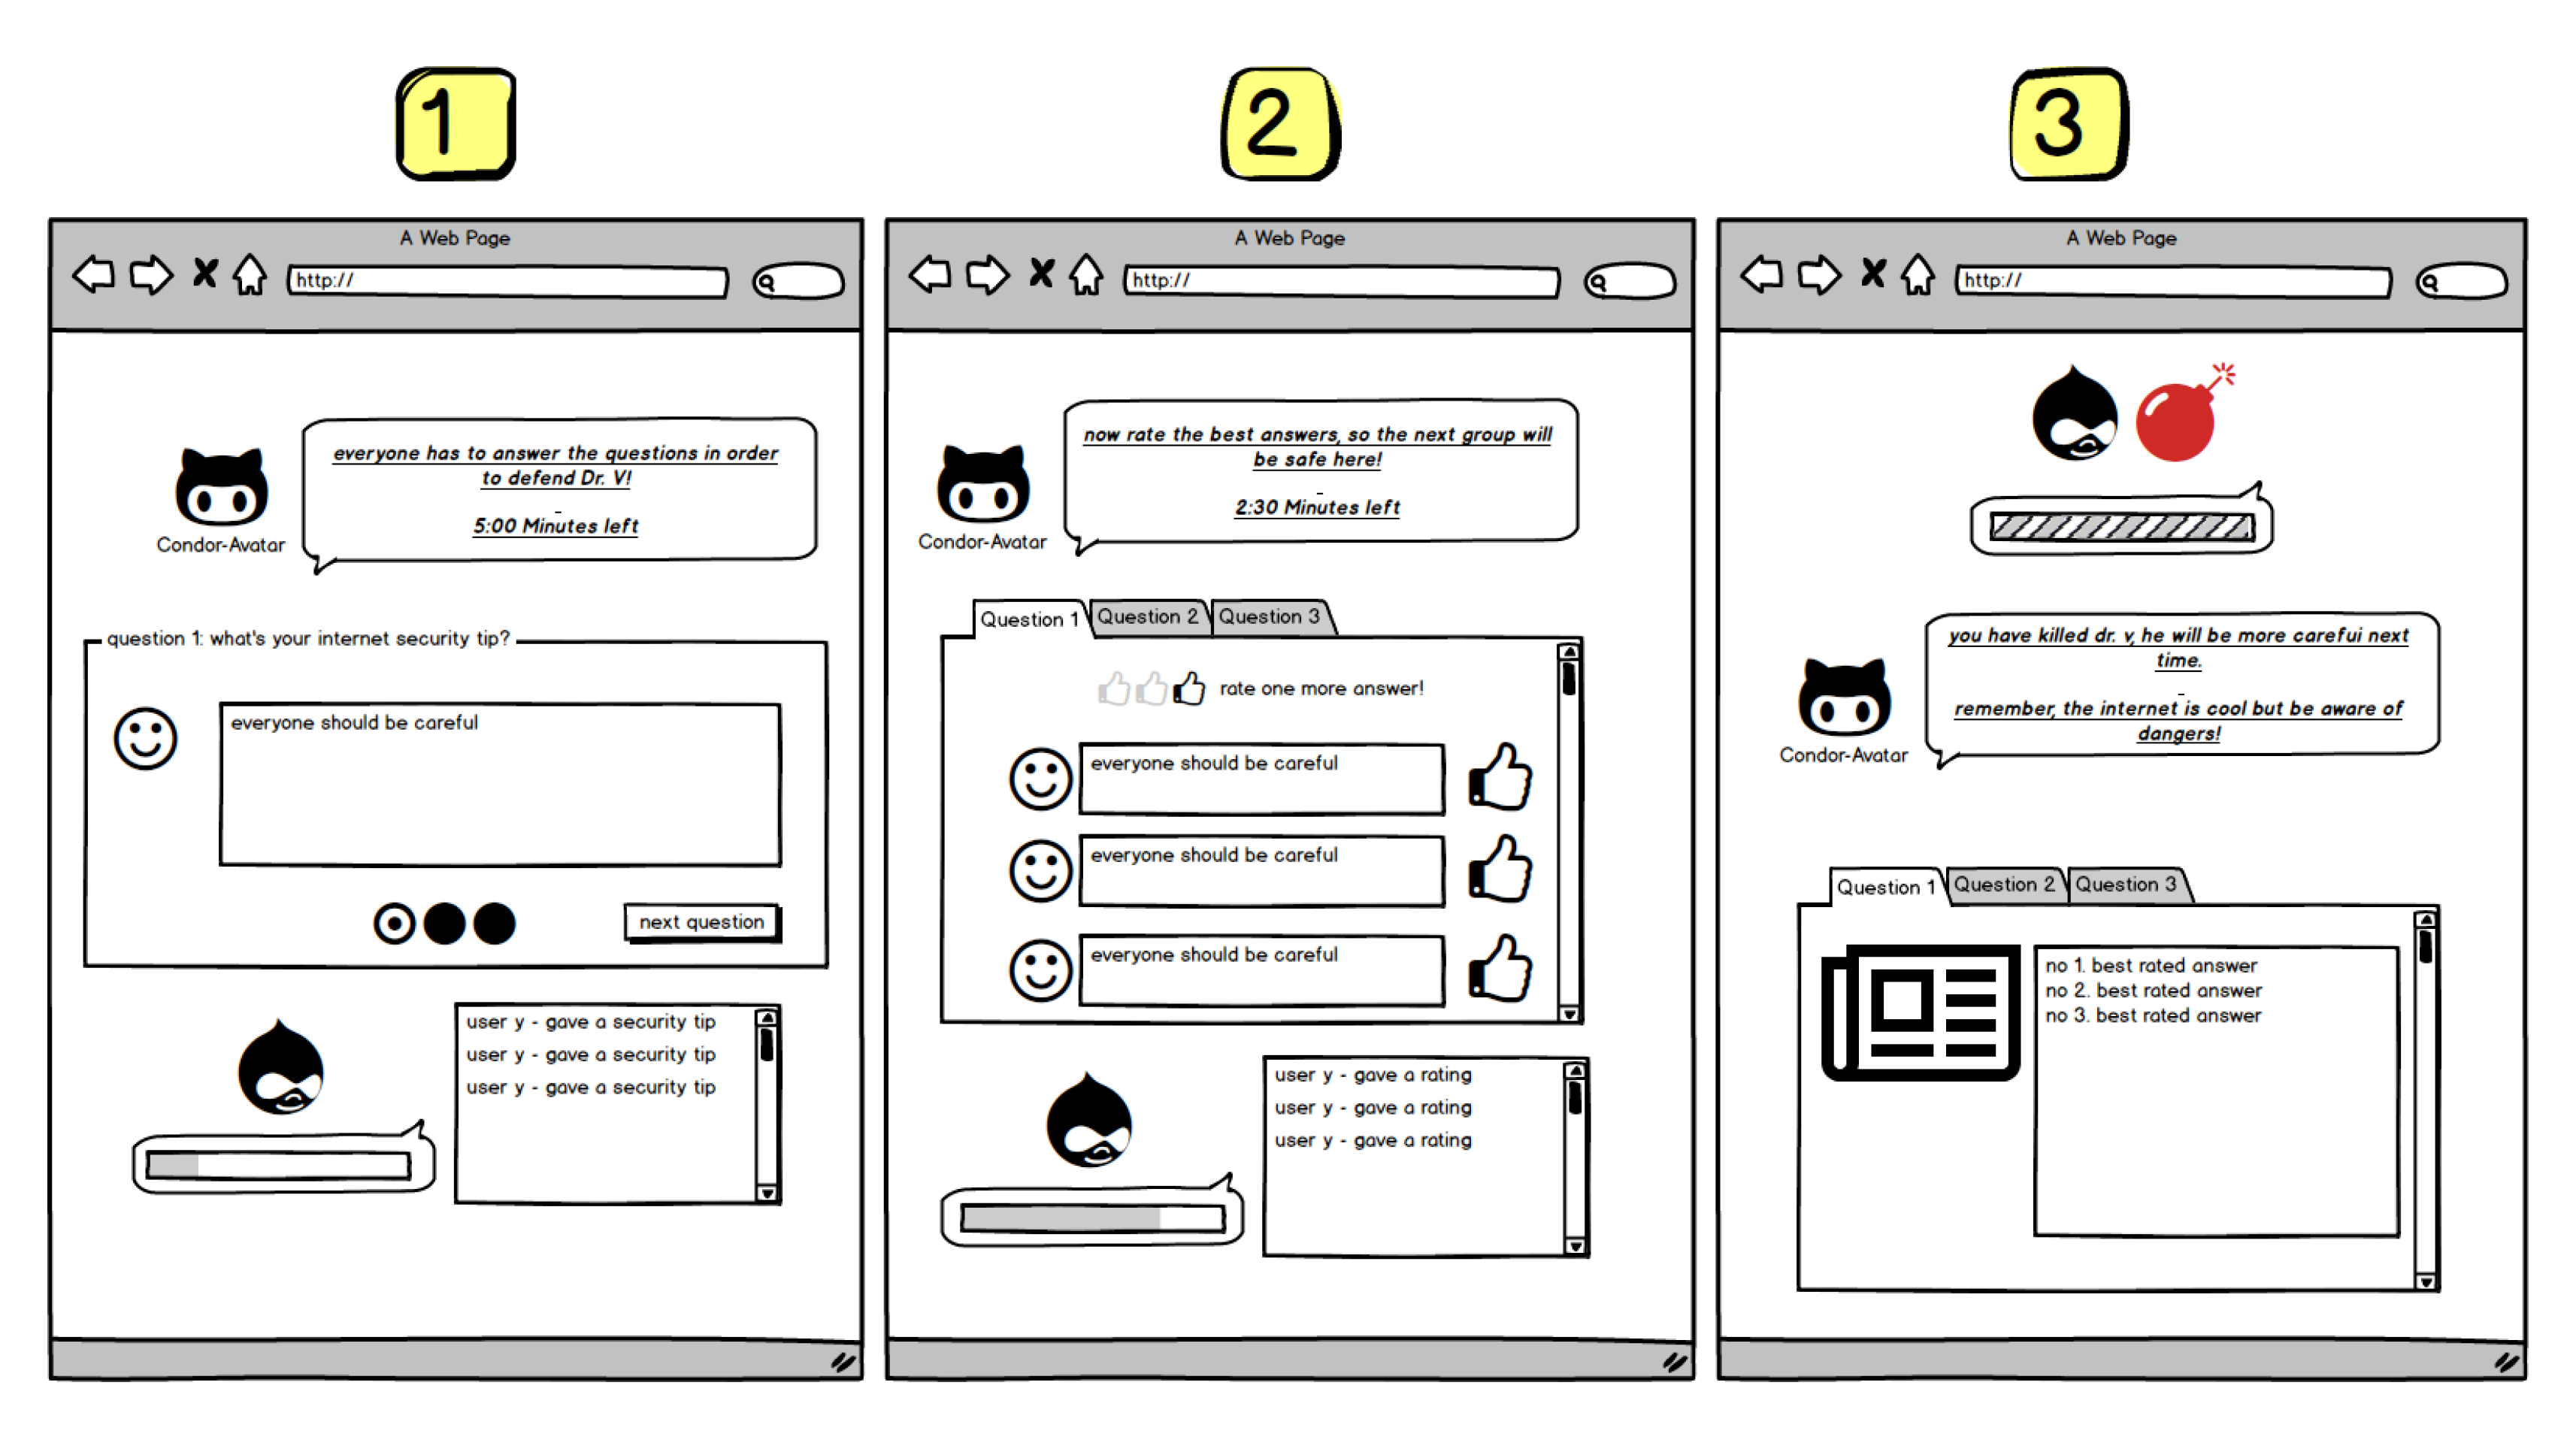 1
A Web Page
http://
everyone has to answer the questions in order
to defend Dr. V!
-
5:00 Minutes left
Condor-Avatar
question 1: what's your internet security tip?
everyone should be careful
next question
user y - gave a security tip
user y - gave a security tip
user y - gave a security tip
2
A Web Page
http://
now rate the best answers, so the next group will
be safe here!
-
2:30 Minutes left
Condor-Avatar
Question 1
Question 2
Question 3
rate one more answer!
everyone should be careful
everyone should be careful
everyone should be careful
user y - gave a rating
user y - gave a rating
user y - gave a rating
3
A Web Page
http://
you have killed dr. v, he will be more carefui next
time.
-
remember, the internet is cool but be aware of
dangers!
Condor-Avatar
Question 1
Question 2
Question 3
no 1. best rated answer
no 2. best rated answer
no 3. best rated answer